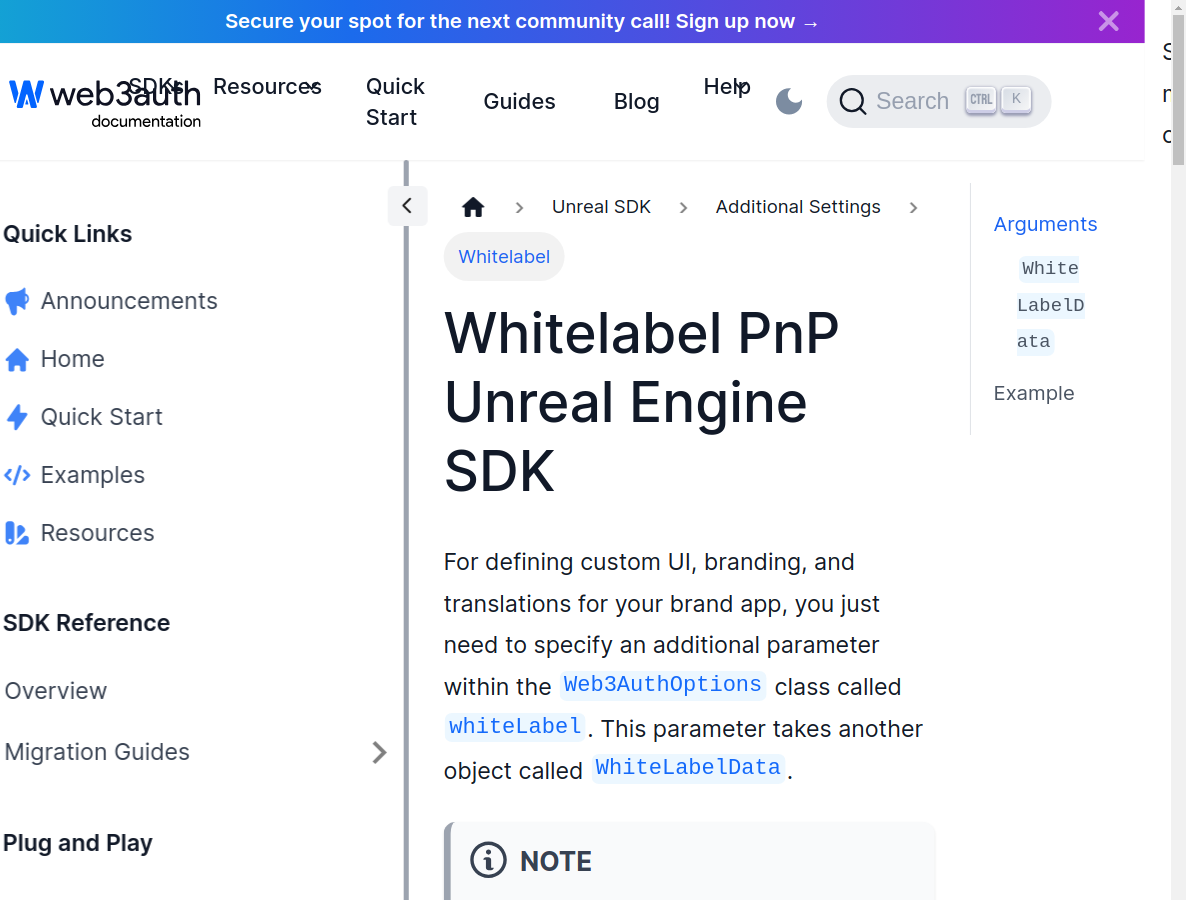 Secure your spot for the next community call! Sign up now →
web3auth
documentation
SDKs
Resources
Quick
Start
Guides
Blog
Help
Search
CTRL
K
Quick Links
Announcements
Home
Quick Start
Examples
Resources
SDK Reference
Overview
Migration Guides
Plug and Play
Unreal SDK
Additional Settings
Whitelabel
Whitelabel PnP
Unreal Engine
SDK
For defining custom UI, branding, and
translations for your brand app, you just
need to specify an additional parameter
within the Web3AuthOptions class called
whiteLabel. This parameter takes another
object called WhiteLabelData.
NOTE
Arguments
White
LabelD
ata
Example